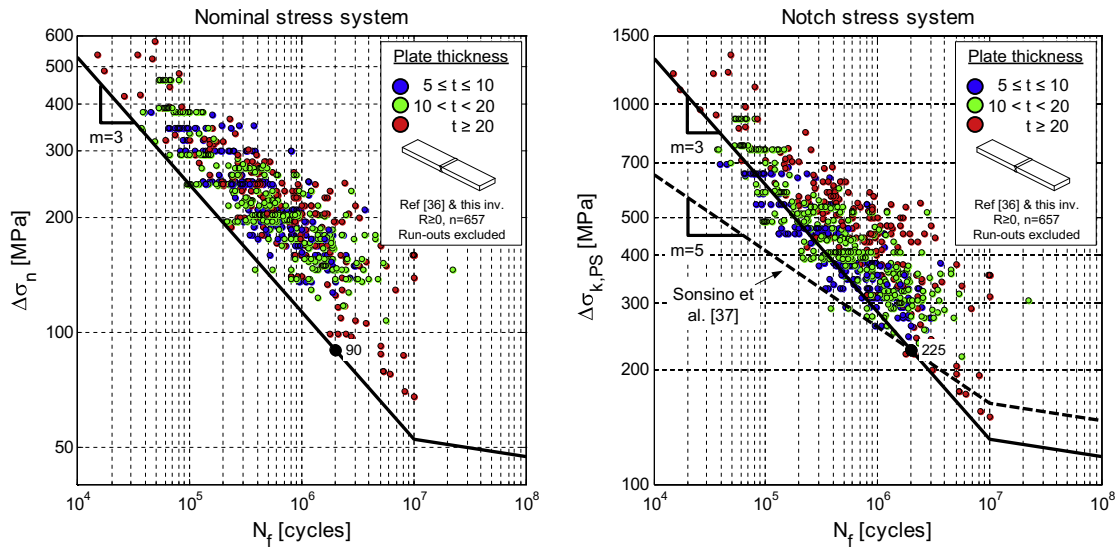 Nominal stress system
600
500
400
300
200
100
50
Δσn [MPa]
10^4
10^5
10^6
10^7
10^8
Nf [cycles]
m=3
90
Plate thickness
5 ≤ t ≤ 10
10 < t < 20
t ≥ 20
Ref [36] & this inv.
R≥0, n=657
Run-outs excluded
Notch stress system
1500
1000
700
500
400
300
200
100
Δσk,PS [MPa]
10^4
10^5
10^6
10^7
10^8
Nf [cycles]
m=3
m=5
Sonsino et
al. [37]
225
Plate thickness
5 ≤ t ≤ 10
10 < t < 20
t ≥ 20
Ref [36] & this inv.
R≥0, n=657
Run-outs excluded